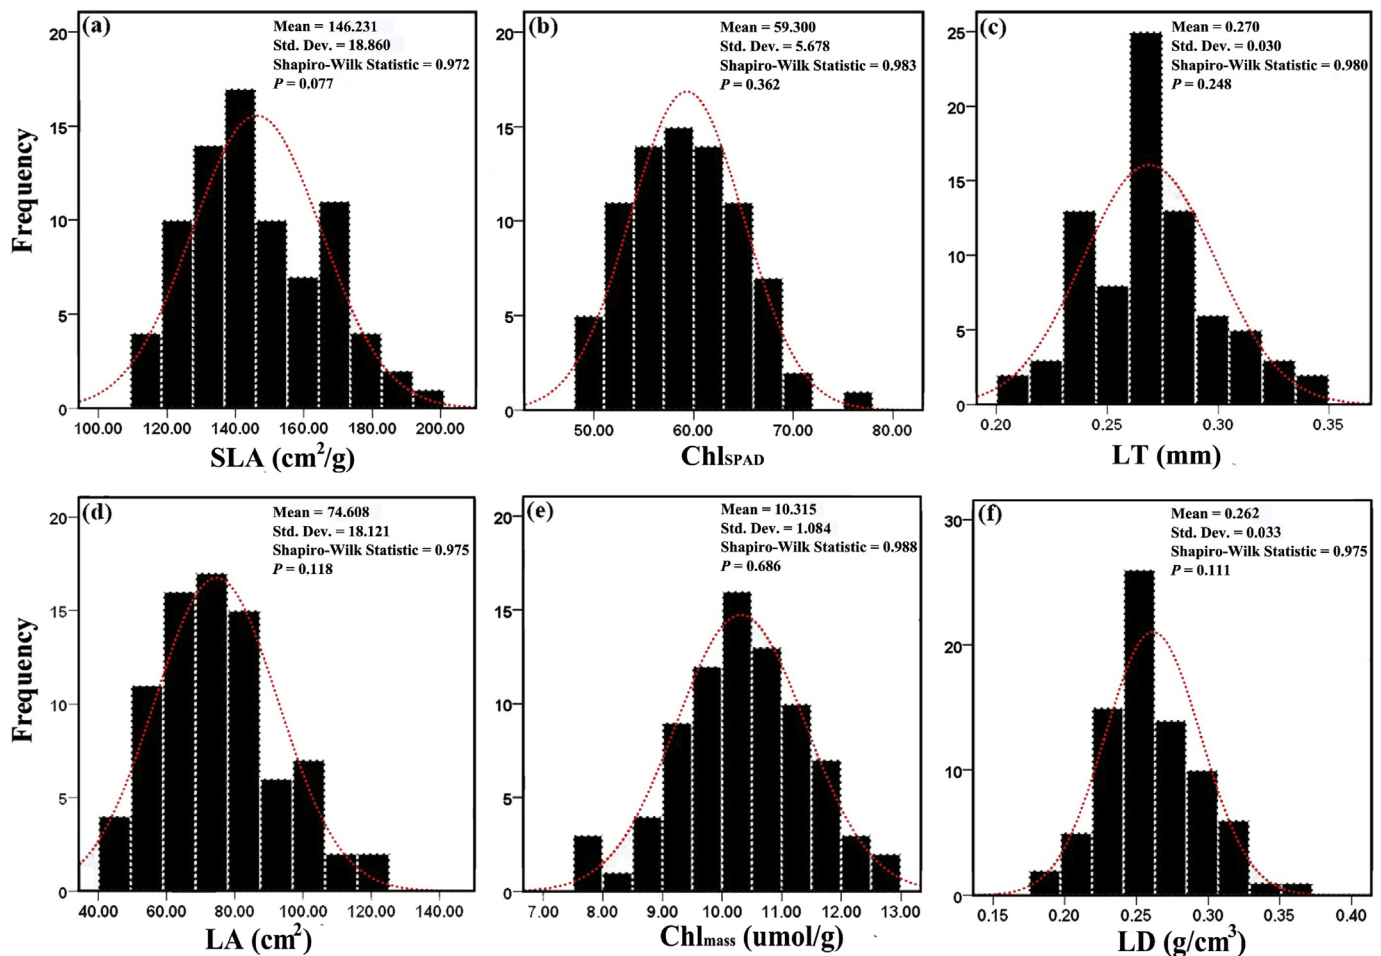 (a)
Mean = 146.231
Std. Dev. = 18.860
Shapiro-Wilk Statistic = 0.972
P = 0.077
Frequency
20
15
10
5
0
100.00 120.00 140.00 160.00 180.00 200.00
SLA (cm²/g)
(b)
Mean = 59.300
Std. Dev. = 5.678
Shapiro-Wilk Statistic = 0.983
P = 0.362
20
15
10
5
0
50.00 60.00 70.00 80.00
ChlSPAD
(c)
Mean = 0.270
Std. Dev. = 0.030
Shapiro-Wilk Statistic = 0.980
P = 0.248
25
20
15
10
5
0
0.20 0.25 0.30 0.35
LT (mm)
(d)
Mean = 74.608
Std. Dev. = 18.121
Shapiro-Wilk Statistic = 0.975
P = 0.118
Frequency
20
15
10
5
0
40.00 60.00 80.00 100.00 120.00 140.00
LA (cm²)
(e)
Mean = 10.315
Std. Dev. = 1.084
Shapiro-Wilk Statistic = 0.988
P = 0.686
20
15
10
5
0
7.00 8.00 9.00 10.00 11.00 12.00 13.00
Chlmass (umol/g)
(f)
Mean = 0.262
Std. Dev. = 0.033
Shapiro-Wilk Statistic = 0.975
P = 0.111
30
20
10
0
0.15 0.20 0.25 0.30 0.35 0.40
LD (g/cm³)